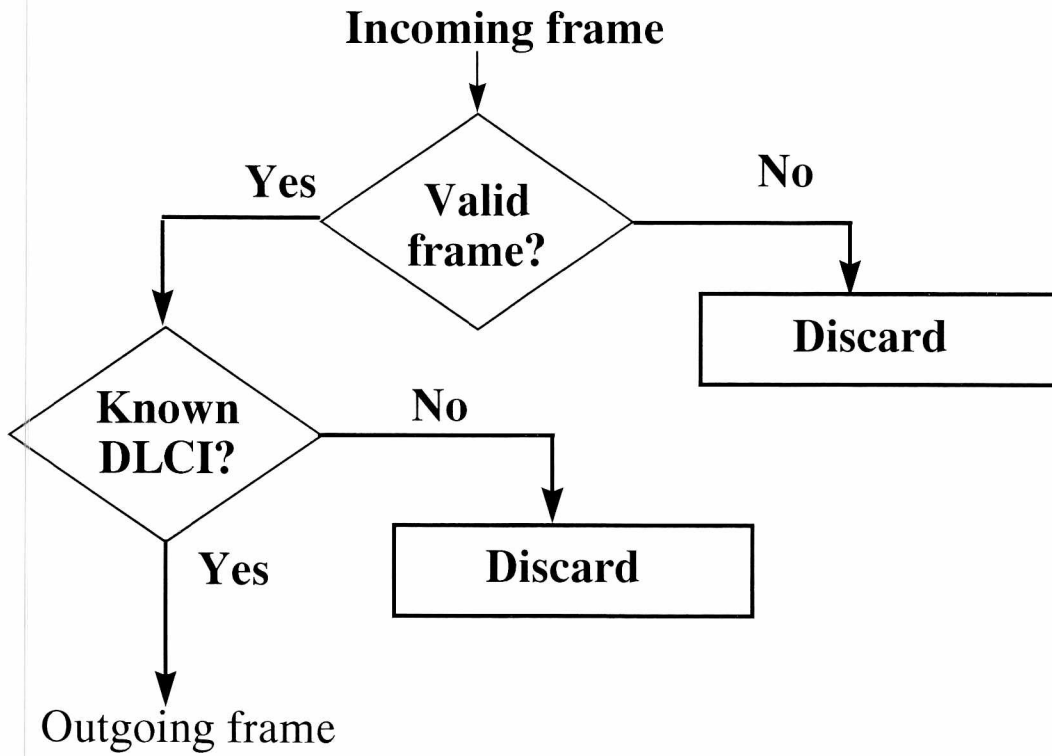 Incoming frame
Yes
No
Valid
frame?
Discard
Known
DLCI?
No
Discard
Yes
Outgoing frame